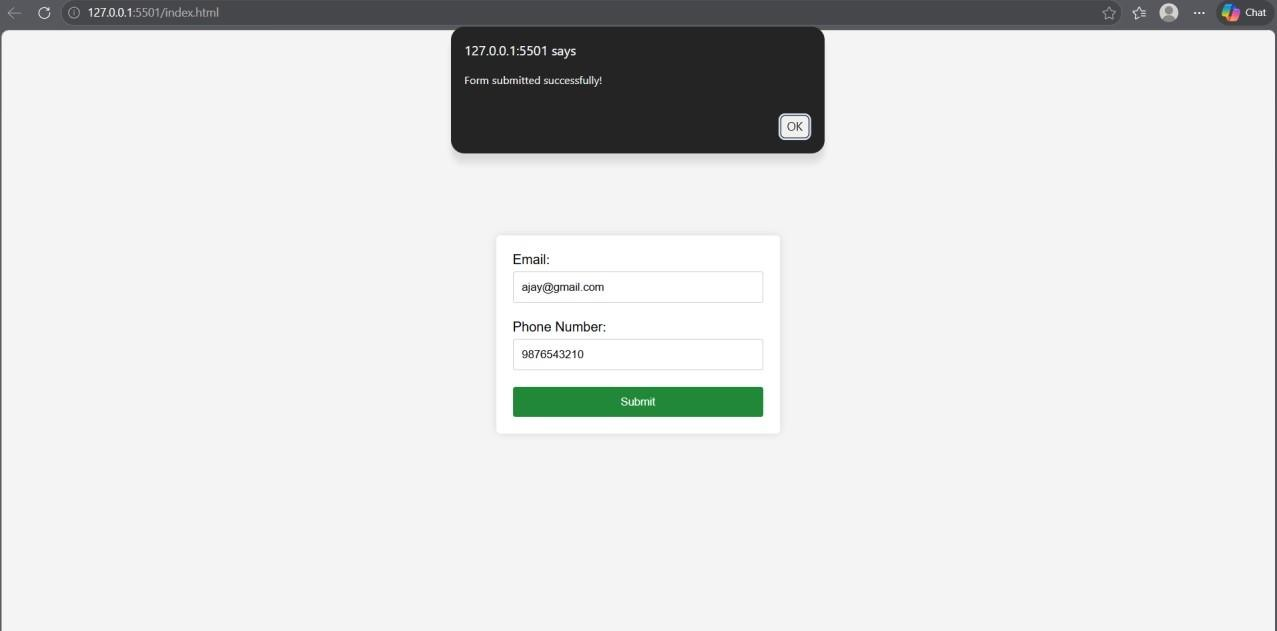 127.0.0.1:5501/index.html
Chat
127.0.0.1:5501 says
Form submitted successfully!
OK
Email:
ajay@gmail.com
Phone Number:
9876543210
Submit